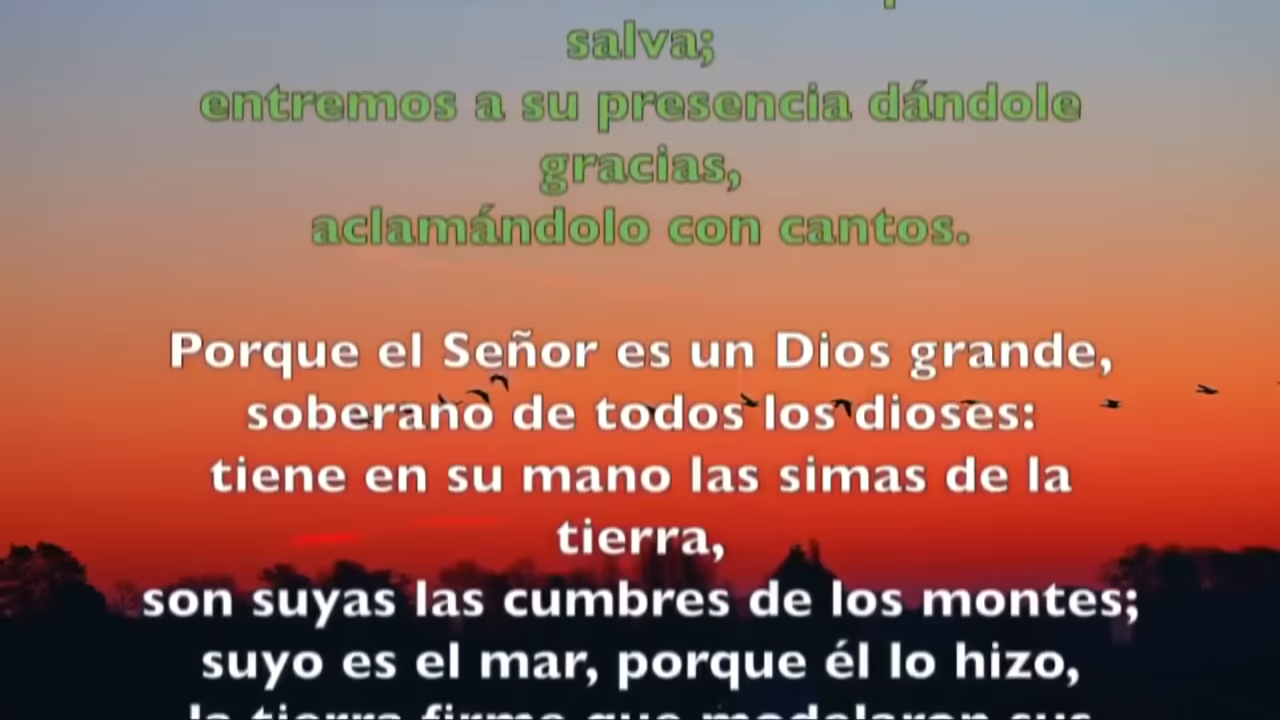 salva;
entremos a su presencia dándole
gracias,
aclamándolo con cantos.
Porque el Señor es un Dios grande,
soberano de todos los dioses:
tiene en su mano las simas de la
tierra,
son suyas las cumbres de los montes;
suyo es el mar, porque él lo hizo,
la tierra firme que modelaron sus